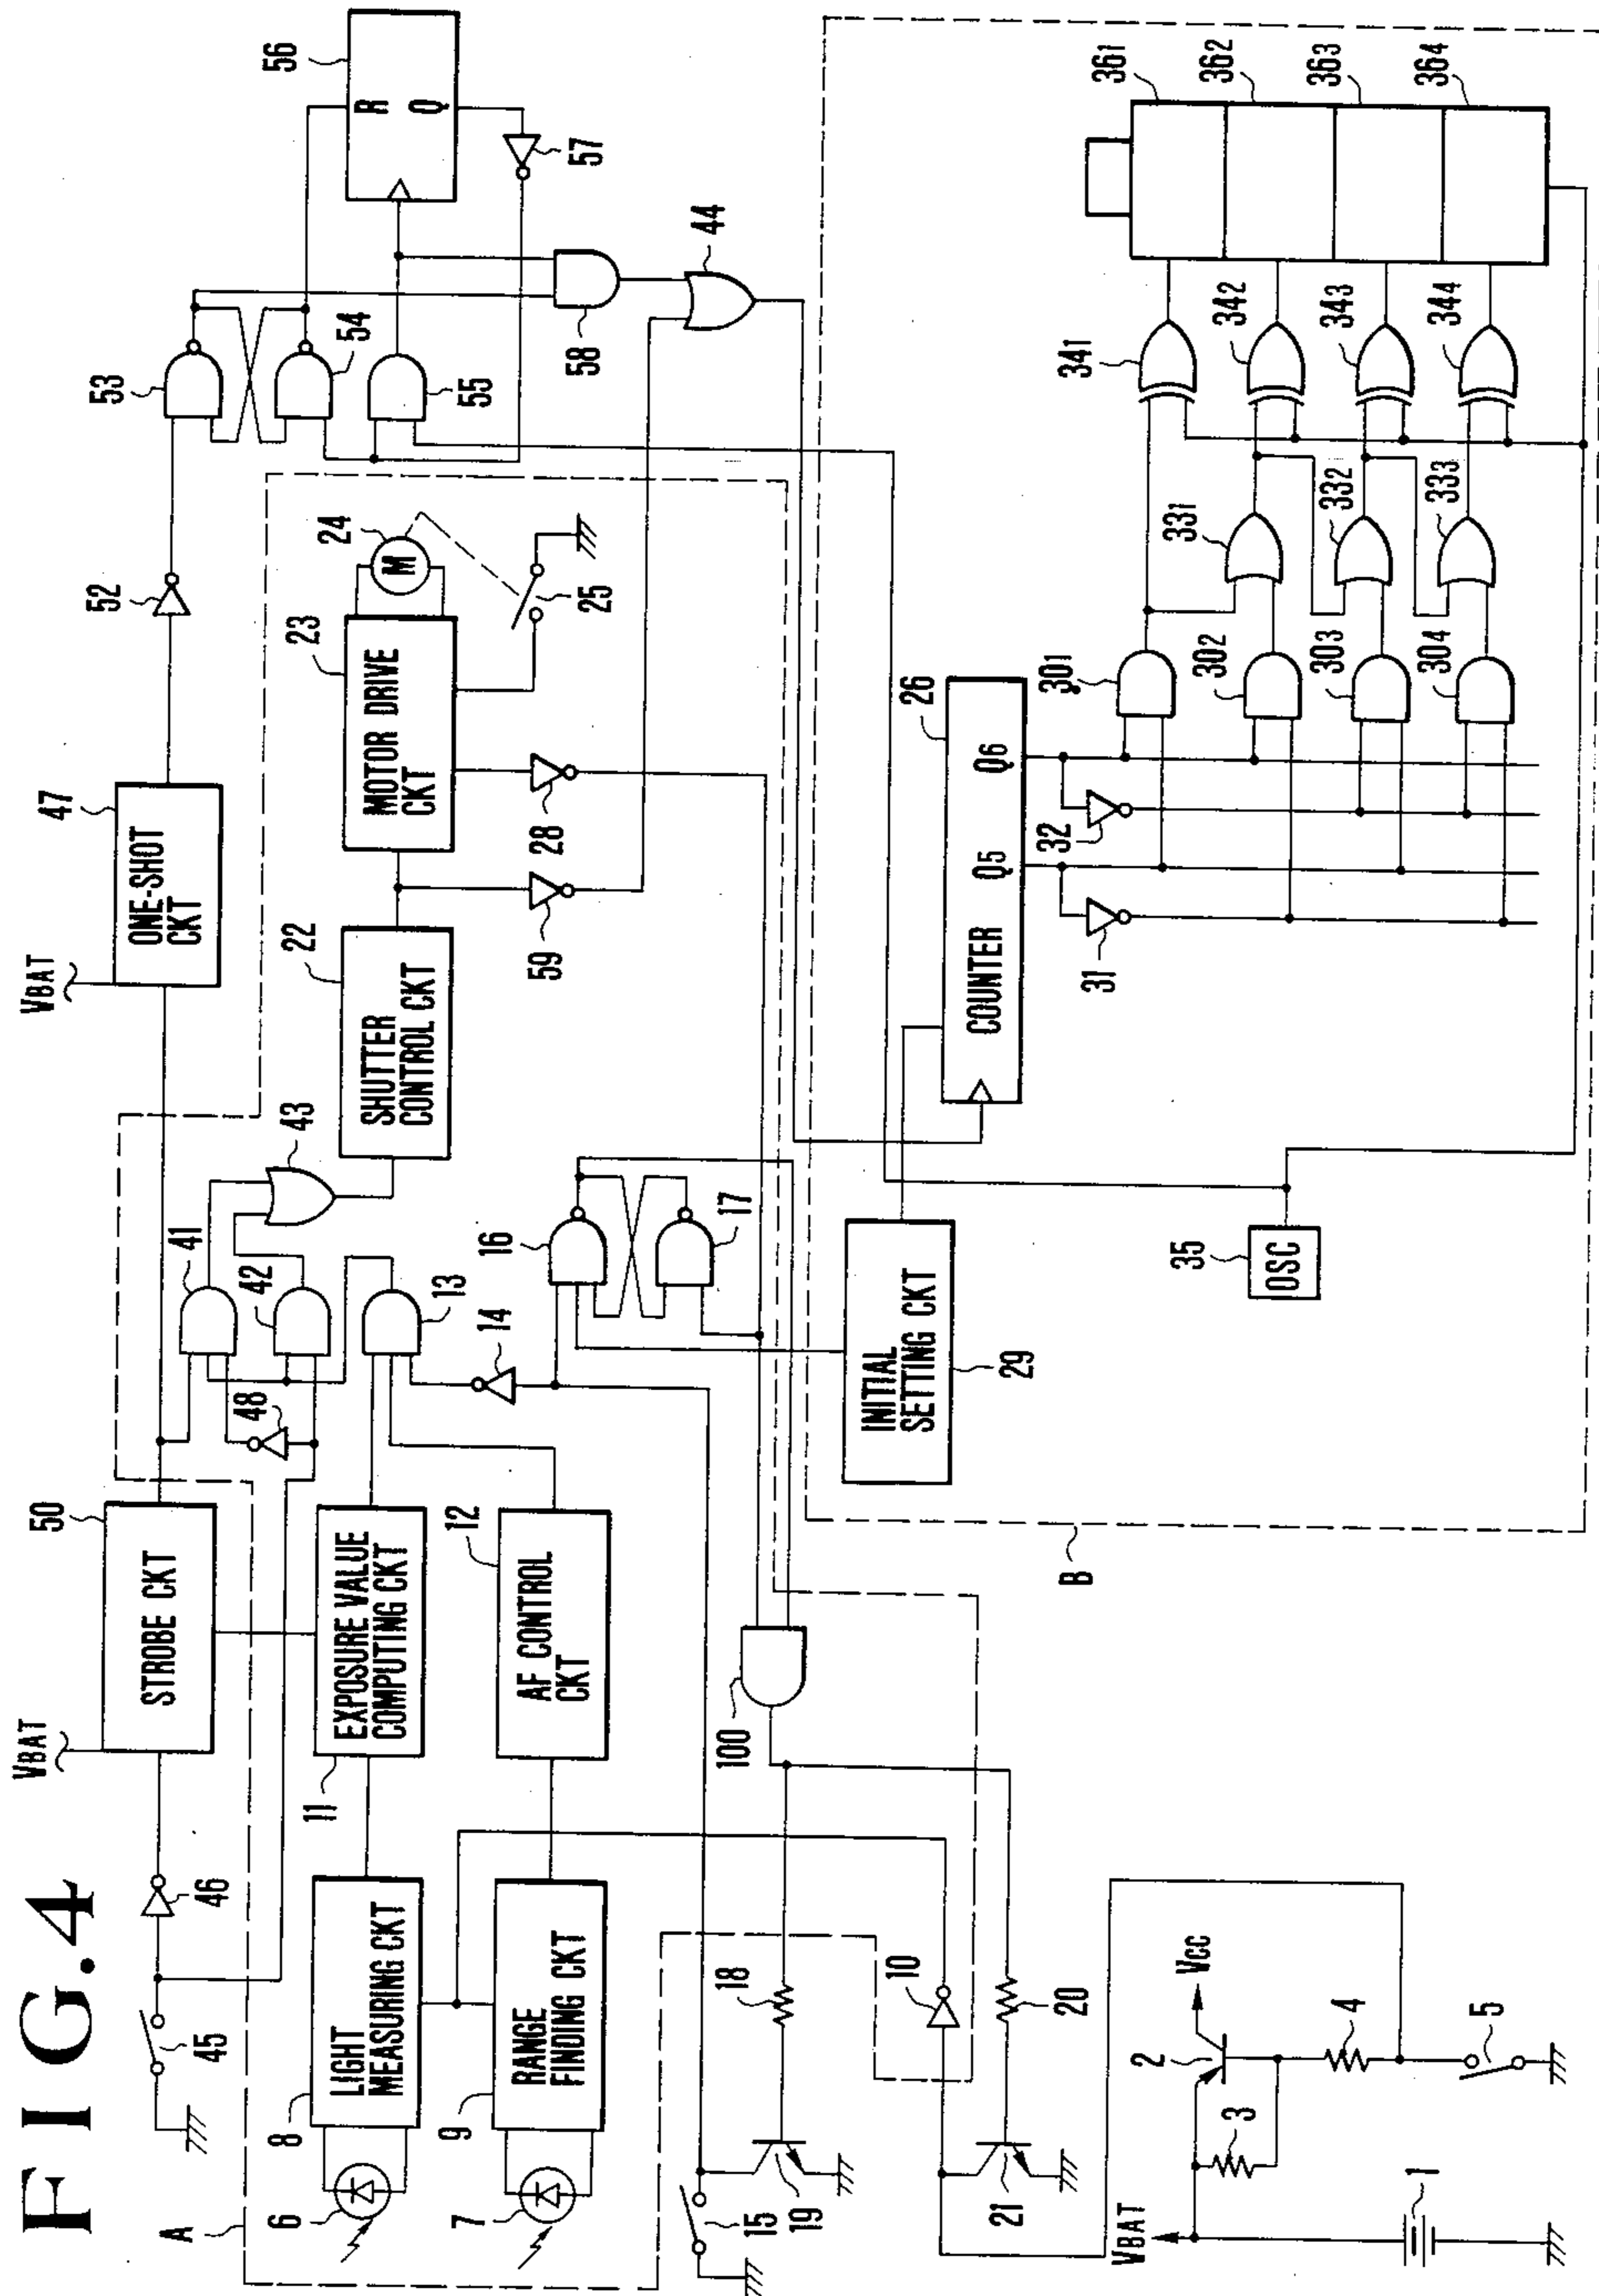 FIG.4
VBAT
VBAT
50
STROBE CKT
47
ONE-SHOT
CKT
52
53
54
55
56
R
Q
57
58
44
45
46
48
41
42
43
A
6
8
LIGHT
MEASURING CKT
11
EXPOSURE VALUE
COMPUTING CKT
13
22
SHUTTER
CONTROL CKT
23
MOTOR DRIVE
CKT
24
M
25
7
9
RANGE
FINDING CKT
12
AF CONTROL
CKT
14
16
17
59
28
15
19
18
100
10
20
21
INITIAL
SETTING CKT
29
B
26
COUNTER
Q5
Q6
31
32
301
302
303
304
331
332
333
341
342
343
344
361
362
363
364
35
OSC
VBAT
1
3
2
VCC
4
5